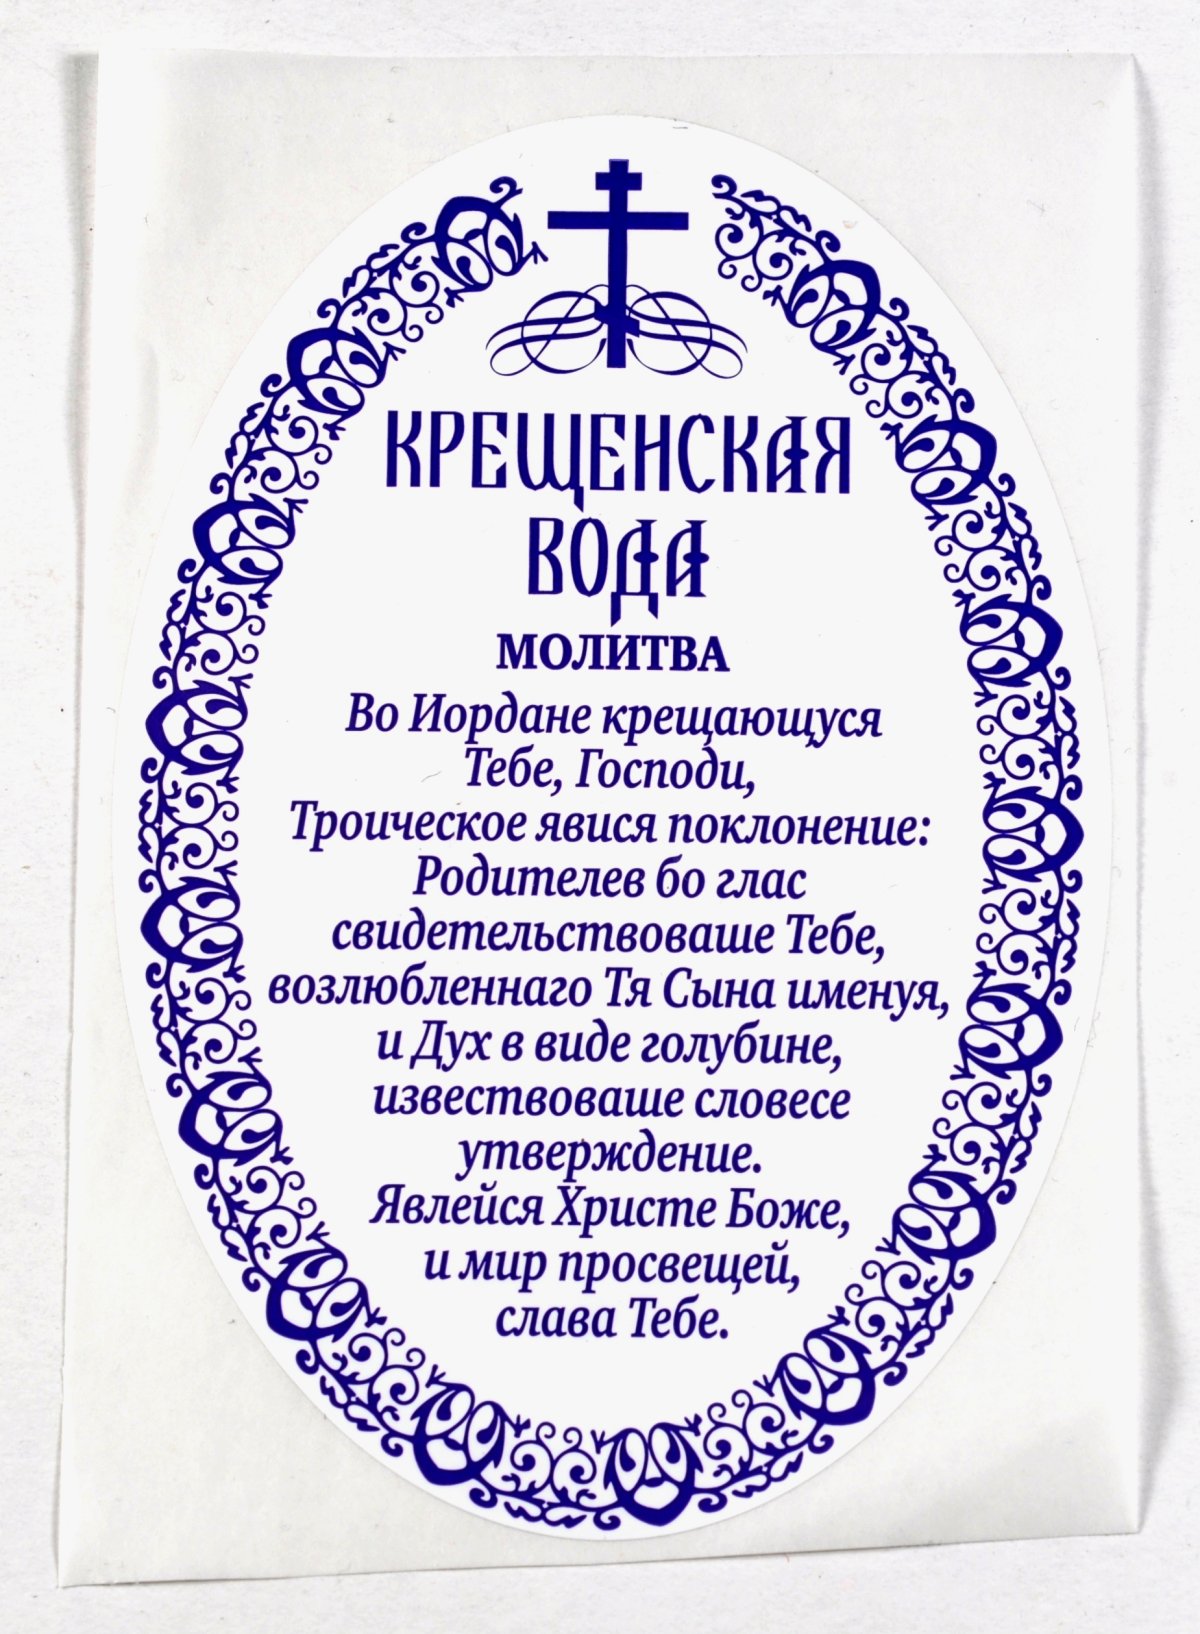 КРЕЩЕНСКАЯ
ВОДА
МОЛИТВА
Во Иордане крещающуся
Тебе, Господи,
Троическое явися поклонение:
Родителев бо глас
свидетельствоваше Тебе,
возлюбленнаго Тя Сына именуя,
и Дух в виде голубине,
извествоваше словесе
утверждение.
Явлейся Христе Боже,
и мир просвещей,
слава Тебе.